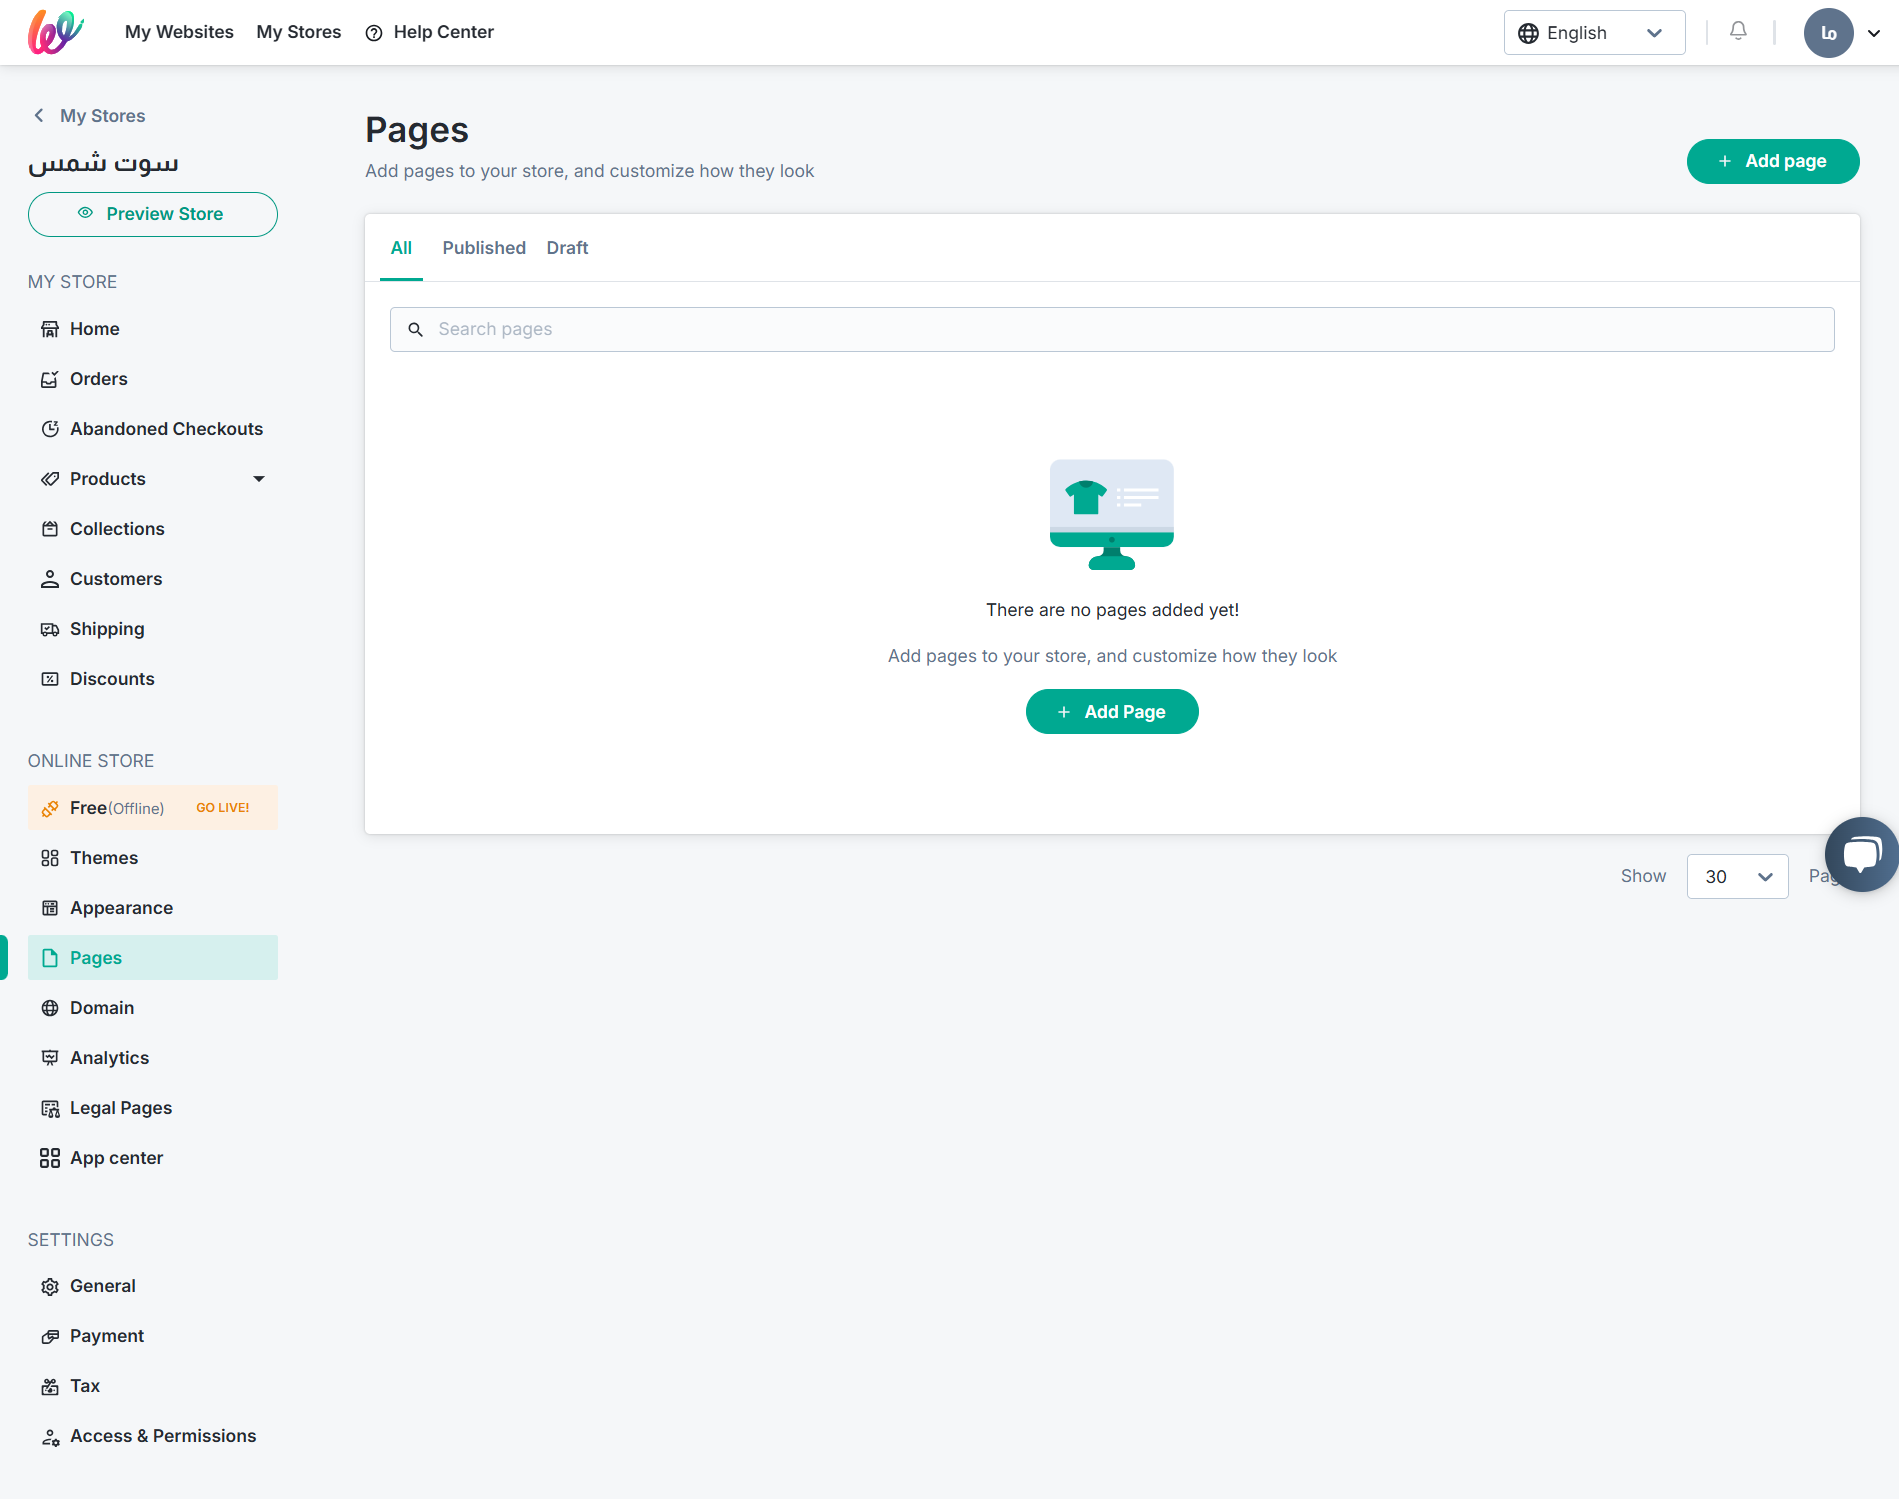 My Websites
My Stores
Help Center
English
ما
My Stores
سوت شمس
Preview Store
MY STORE
Home
Orders
Abandoned Checkouts
Products
Collections
Customers
Shipping
Discounts
ONLINE STORE
Free(Offline) GO LIVE!
Themes
Appearance
Pages
Domain
Analytics
Legal Pages
App center
SETTINGS
General
Payment
Tax
Access & Permissions
Pages
Add pages to your store, and customize how they look
+ Add page
All
Published
Draft
Search pages
There are no pages added yet!
Add pages to your store, and customize how they look
+ Add Page
Show
30